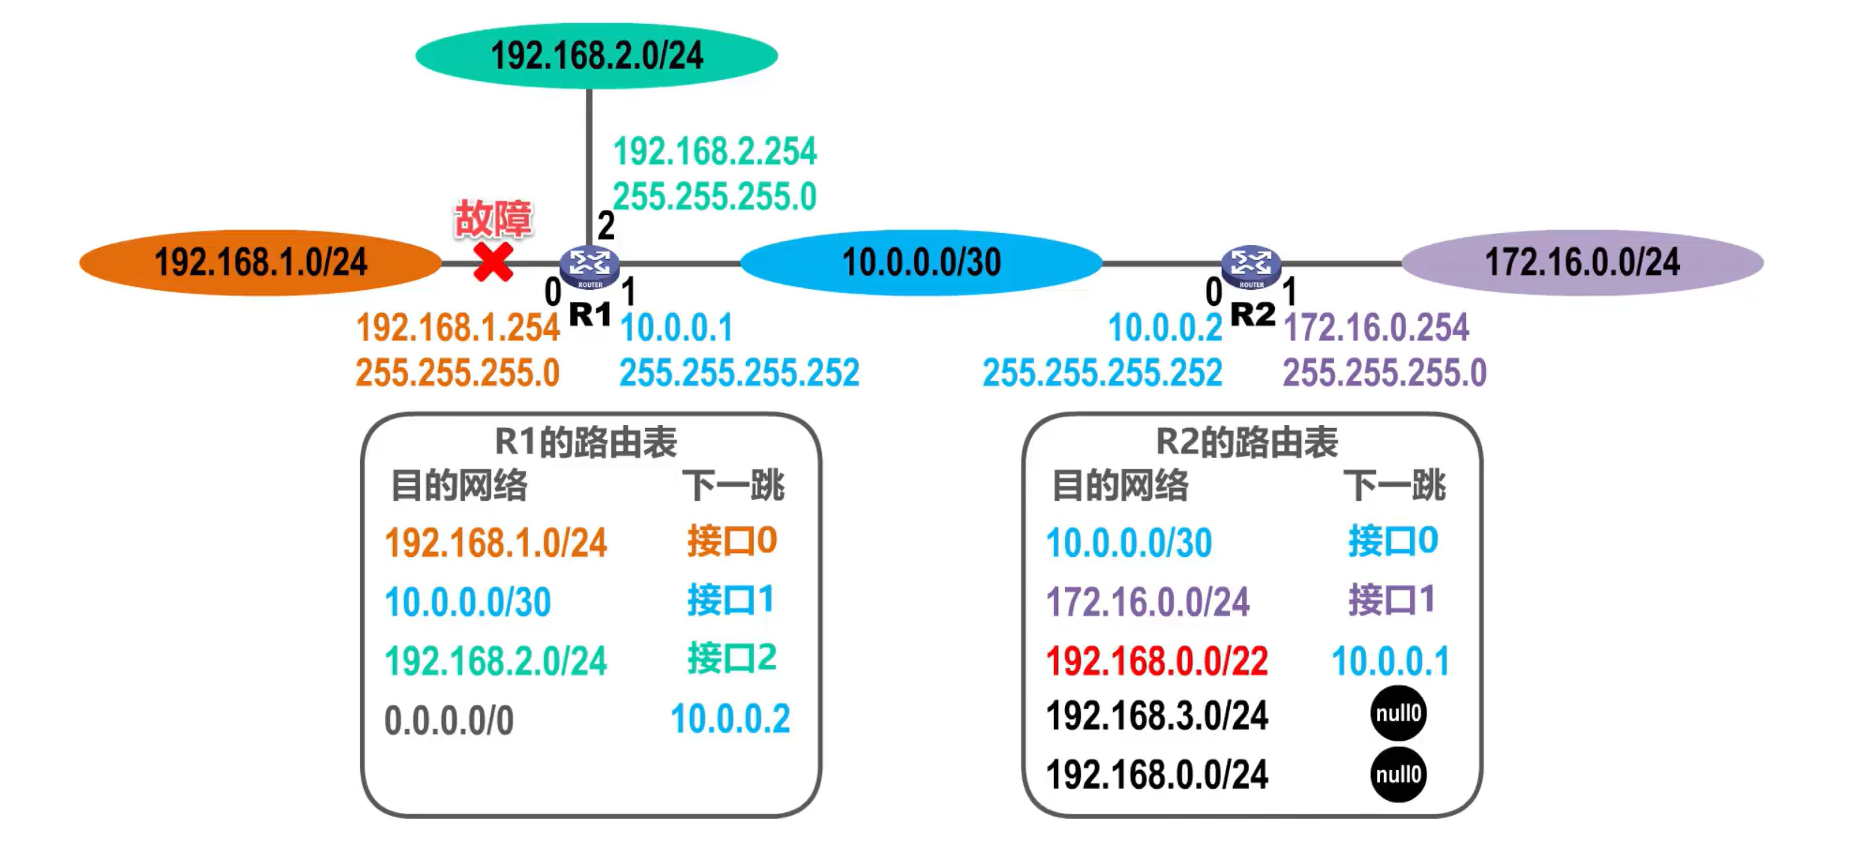 192.168.2.0/24
192.168.2.254
255.255.255.0
故障
2
192.168.1.0/24
ROUTER
10.0.0.0/30
ROUTER
172.16.0.0/24
0
R1
1
0
R2
1
192.168.1.254
255.255.255.0
10.0.0.1
255.255.255.252
10.0.0.2
255.255.255.252
172.16.0.254
255.255.255.0
R1的路由表
目的网络 下一跳
192.168.1.0/24 接口0
10.0.0.0/30 接口1
192.168.2.0/24 接口2
0.0.0.0/0 10.0.0.2
R2的路由表
目的网络 下一跳
10.0.0.0/30 接口0
172.16.0.0/24 接口1
192.168.0.0/22 10.0.0.1
192.168.3.0/24 null0
192.168.0.0/24 null0